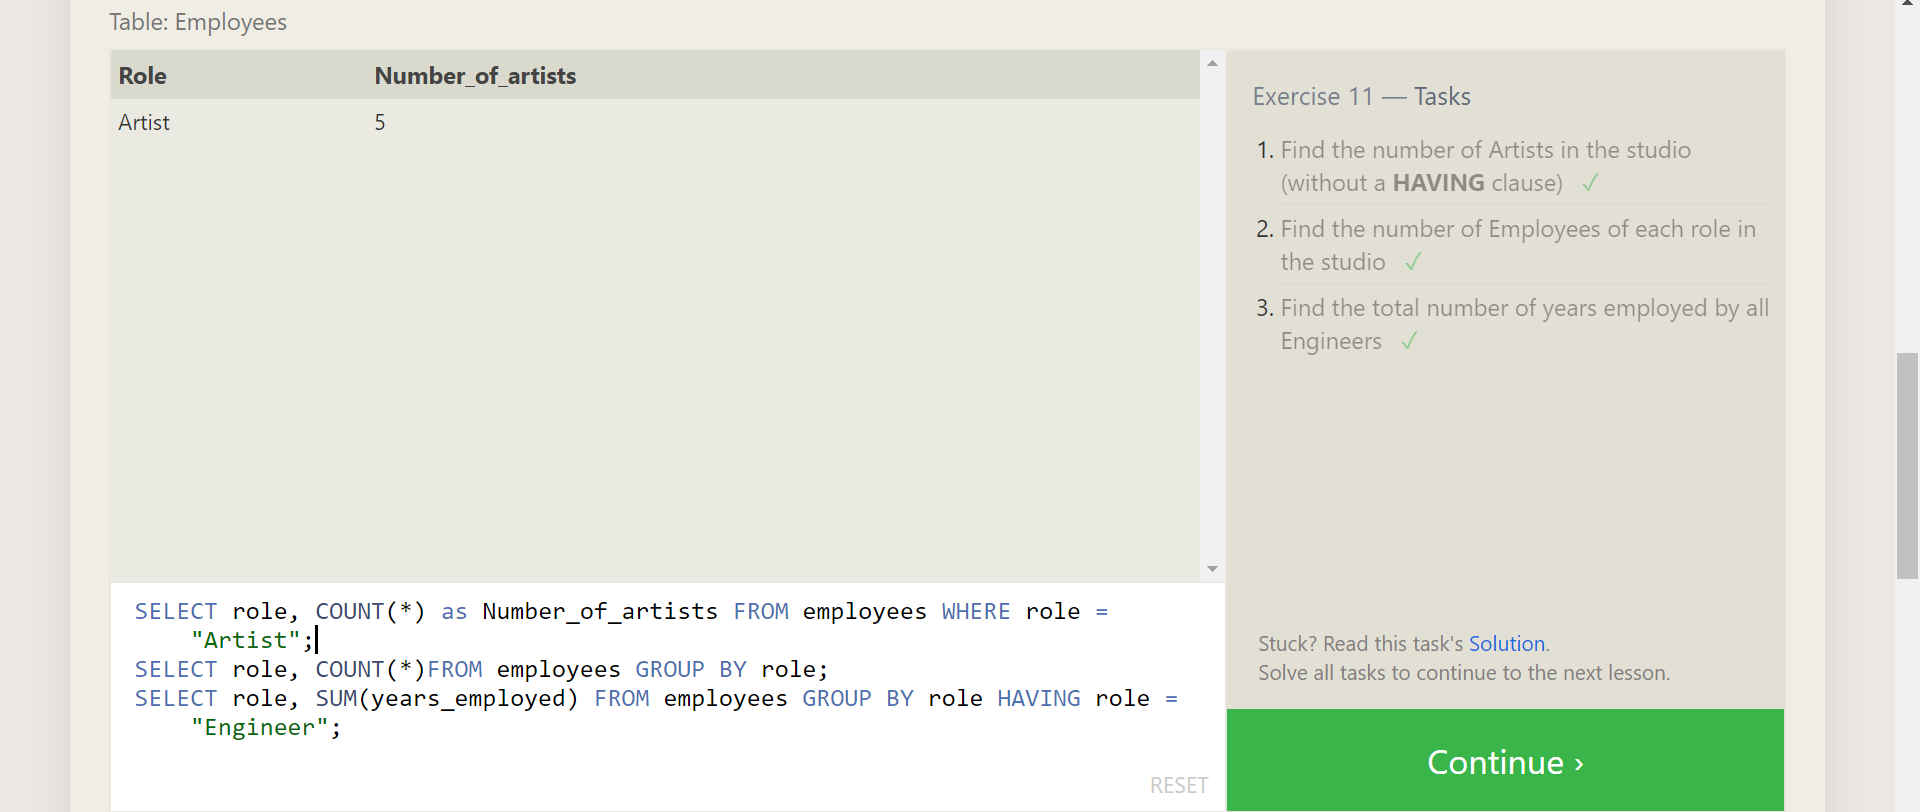 Table: Employees
Role Number_of_artists
Artist 5
Exercise 11 — Tasks
1. Find the number of Artists in the studio
(without a HAVING clause) ✓
2. Find the number of Employees of each role in
the studio ✓
3. Find the total number of years employed by all
Engineers ✓
SELECT role, COUNT(*) as Number_of_artists FROM employees WHERE role =
"Artist";
SELECT role, COUNT(*)FROM employees GROUP BY role;
SELECT role, SUM(years_employed) FROM employees GROUP BY role HAVING role =
"Engineer";
RESET
Stuck? Read this task's Solution.
Solve all tasks to continue to the next lesson.
Continue ›